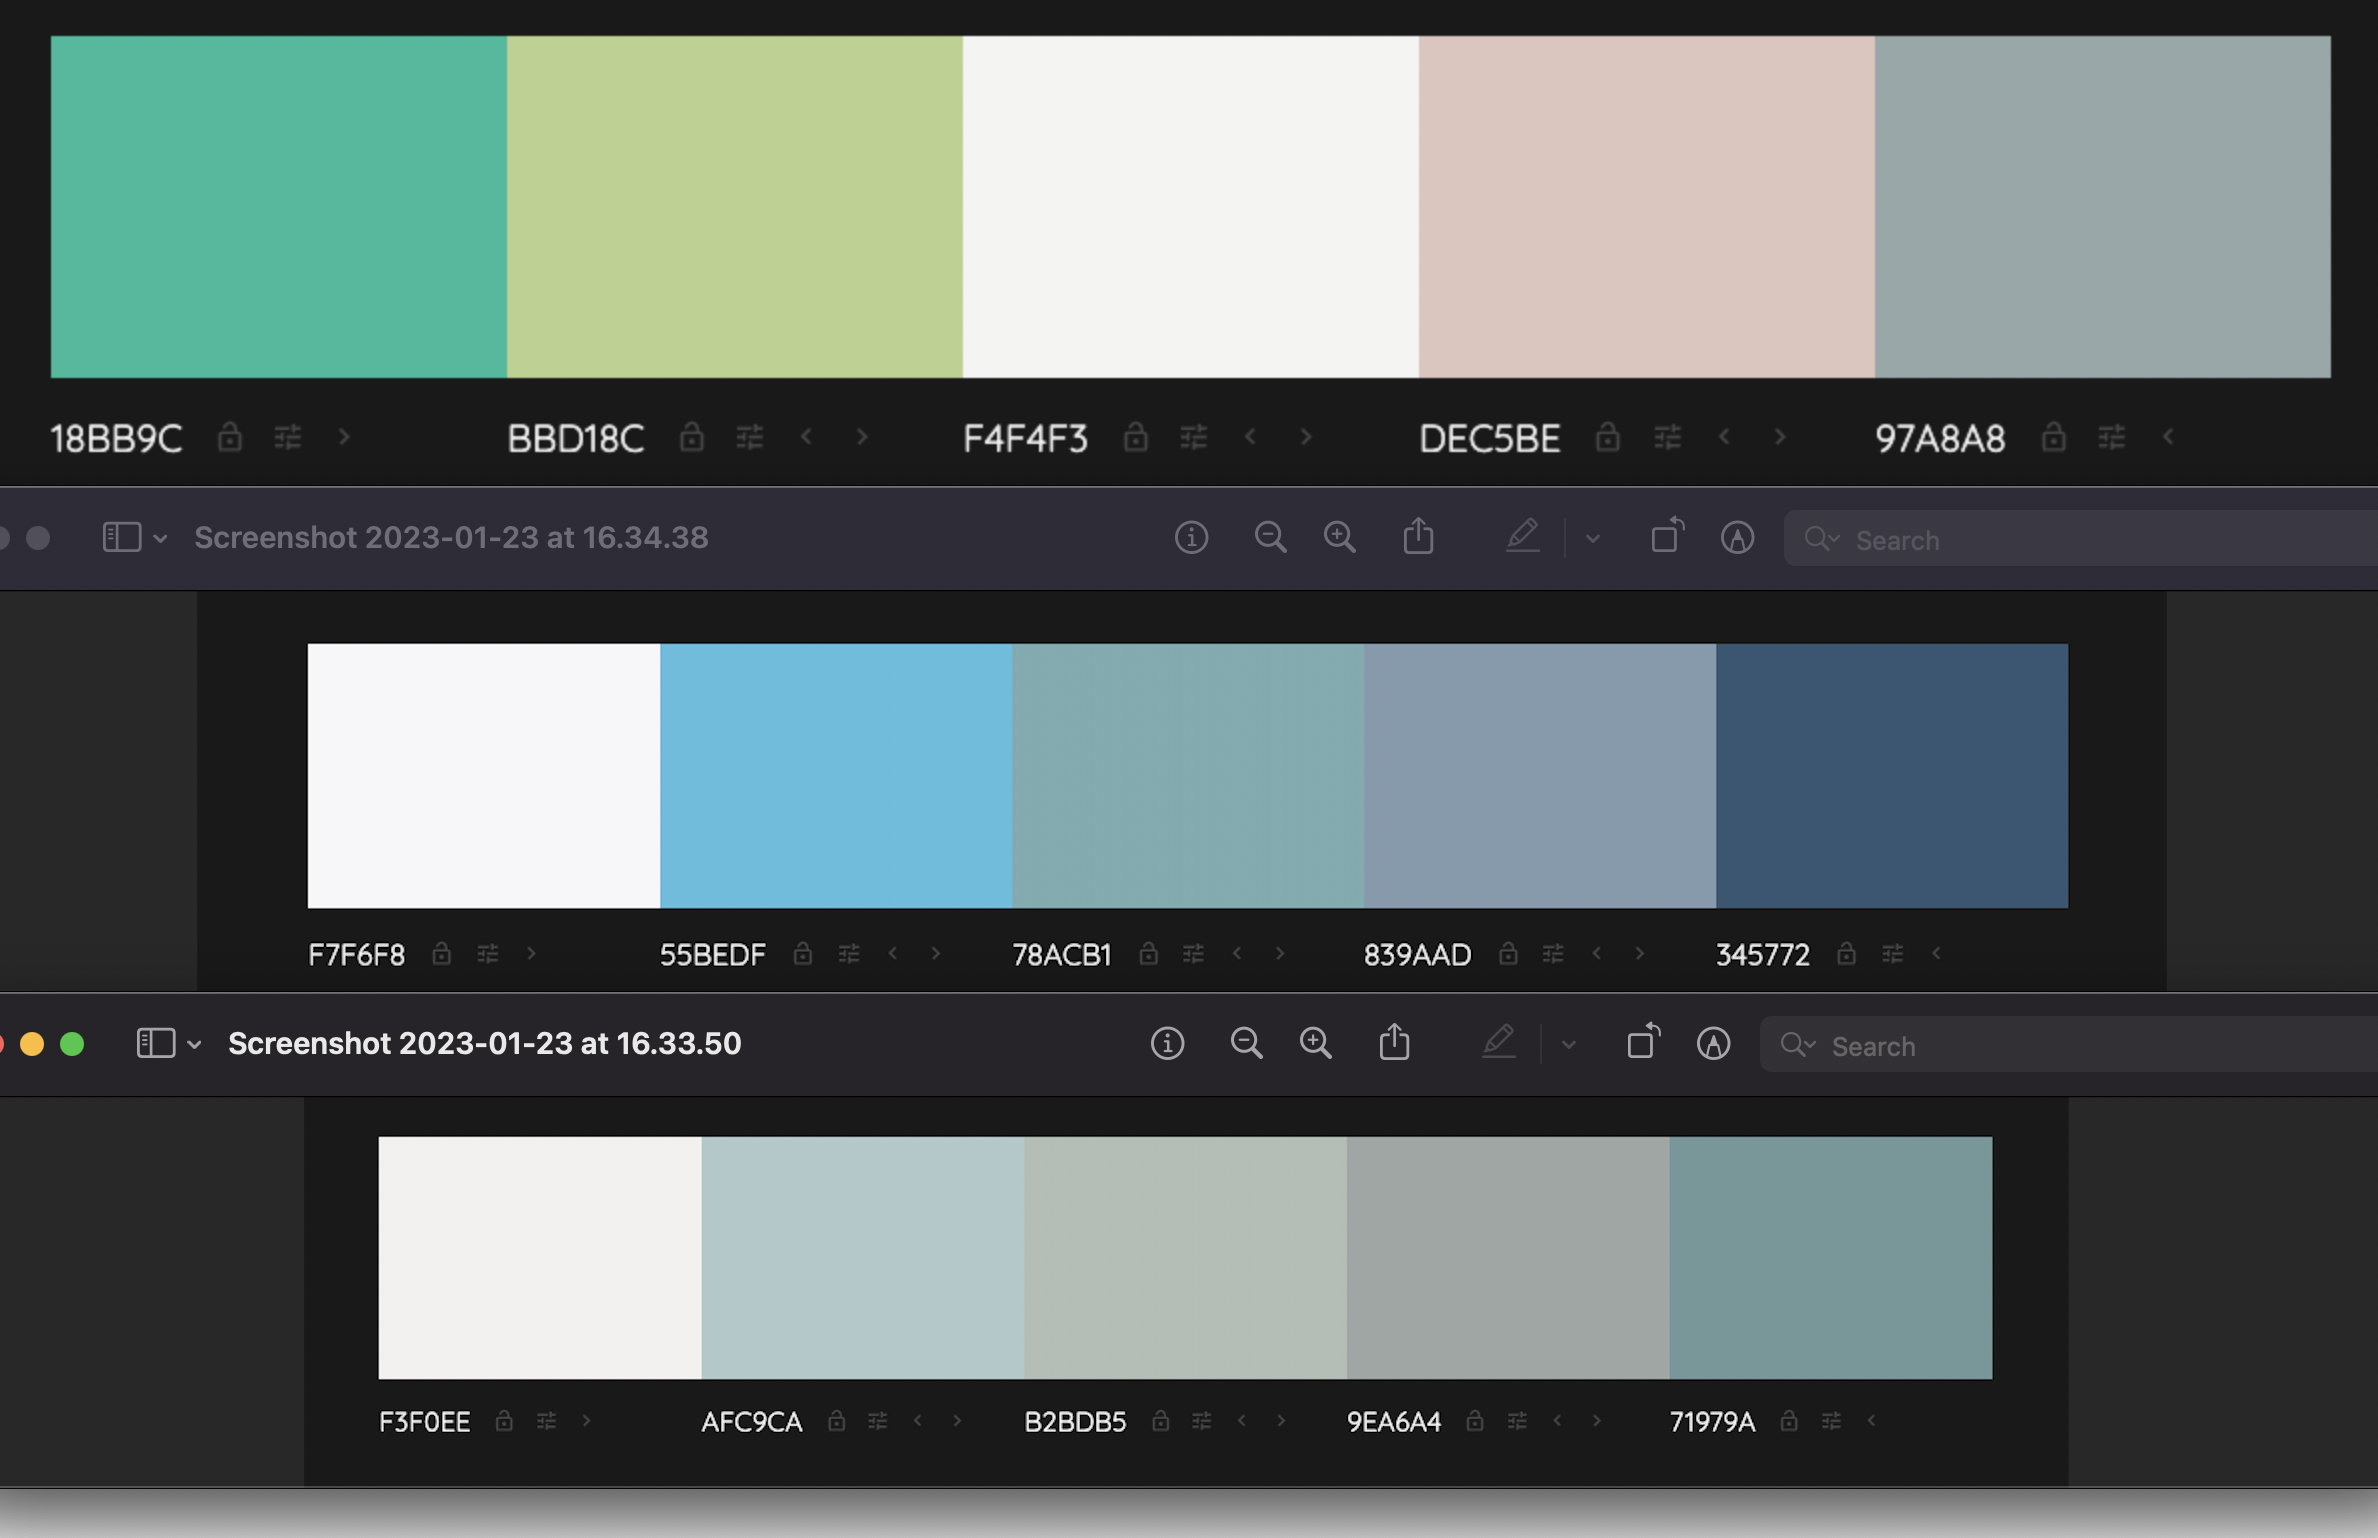 18BB9C BBD18C F4F4F3 DEC5BE 97A8A8
Screenshot 2023-01-23 at 16.34.38 Search
F7F6F8 55BEDF 78ACB1 839AAD 345772
Screenshot 2023-01-23 at 16.33.50 Search
F3F0EE AFC9CA B2BDB5 9EA6A4 71979A